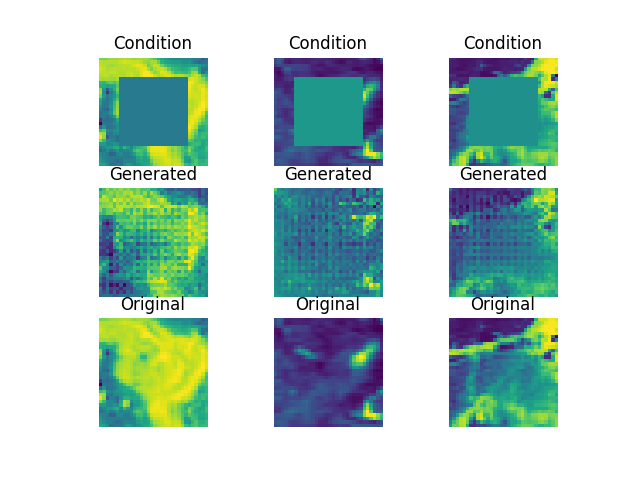 Condition Condition Condition
Generated Generated Generated
Original Original Original